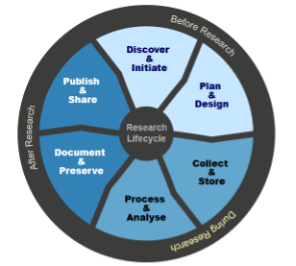 Before Research
Discover
&
Initiate
Plan
&
Design
Collect
&
Store
During Research
Process
&
Analyse
Document
&
Preserve
After Research
Publish
&
Share
Research
Lifecycle